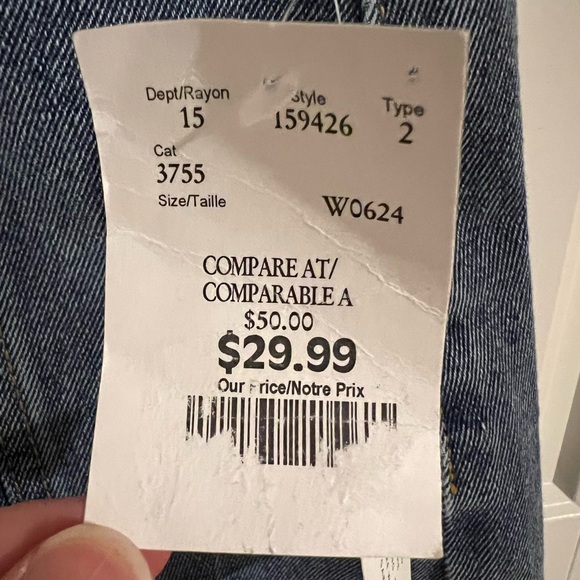 Dept/Rayon Style Type
15 159426 2
Cat
3755
Size/Taille W0624
COMPARE AT/
COMPARABLE A
$50.00
$29.99
Our Price/Notre Prix